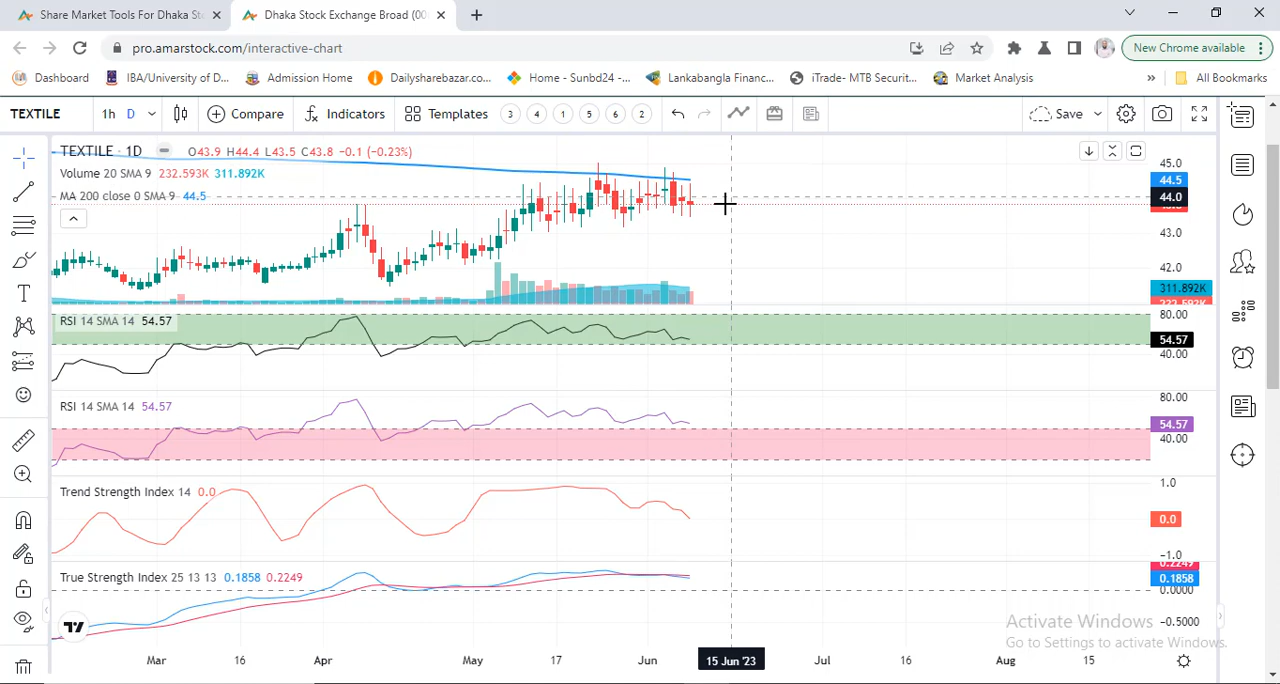 Share Market Tools For Dhaka Sto
Dhaka Stock Exchange Broad (00
pro.amarstock.com/interactive-chart
New Chrome available
Dashboard
IBA/University of D...
Admission Home
Dailysharebazar.co...
Home - Sunbd24 -...
Lankabangla Financ...
iTrade- MTB Securit...
Market Analysis
»
All Bookmarks
TEXTILE
1h
D
Compare
Indicators
Templates
3
4
1
5
6
2
Save
TEXTILE · 1D
O43.9 H44.4 L43.5 C43.8 -0.1 (-0.23%)
Volume 20 SMA 9 232.593K 311.892K
MA 200 close 0 SMA 9 44.5
45.0
44.5
44.0
43.0
42.0
311.892K
232.592K
RSI 14 SMA 14 54.57
80.00
54.57
40.00
RSI 14 SMA 14 54.57
80.00
54.57
40.00
Trend Strength Index 14 0.0
1.0
0.0
-1.0
True Strength Index 25 13 13 0.1858 0.2249
0.2249
0.1858
0.0000
-0.5000
Activate Windows
Go to Settings to activate Windows.
Mar
16
Apr
May
17
Jun
15 Jun '23
Jul
16
Aug
15